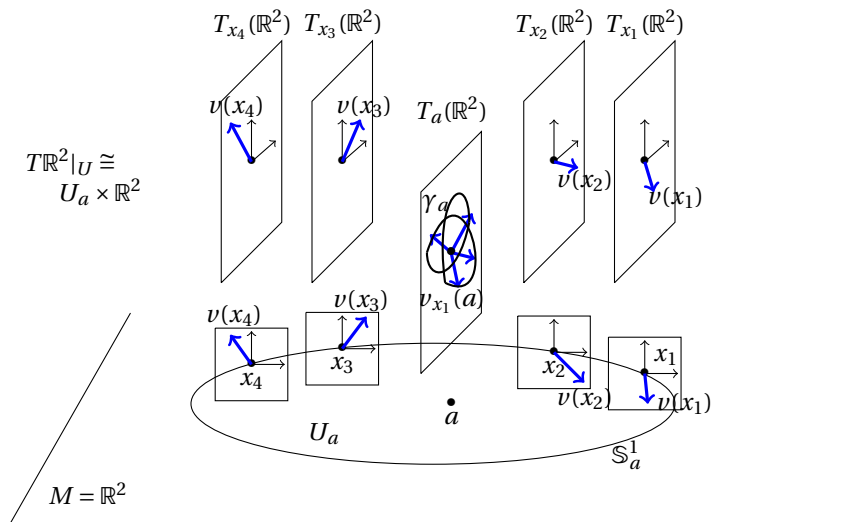 T_{x_4}(ℝ²) T_{x_3}(ℝ²) T_{x_2}(ℝ²) T_{x_1}(ℝ²)
v(x_4) v(x_3) T_a(ℝ²)
Tℝ²|_U ≅
U_a × ℝ²
v(x_2)
v(x_1)
γ_a
v_{x_1}(a)
v(x_4) v(x_3)
x_4 x_3 x_2 x_1
v(x_2) v(x_1)
a
U_a
𝕊¹_a
M = ℝ²